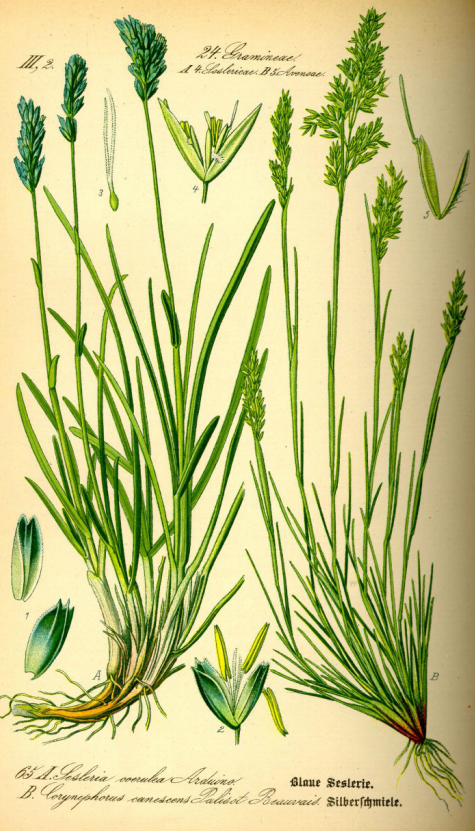 III, 2.
24. Gramineae.
A 4. Seslerieae. B 5. Aveneae.
3
4
5
1
A
B
2
65 A. Sesleria coerulea Arduino.
Blaue Seslerie.
B. Corynephorus canescens Palisot Beauvais. Silberſchmiele.